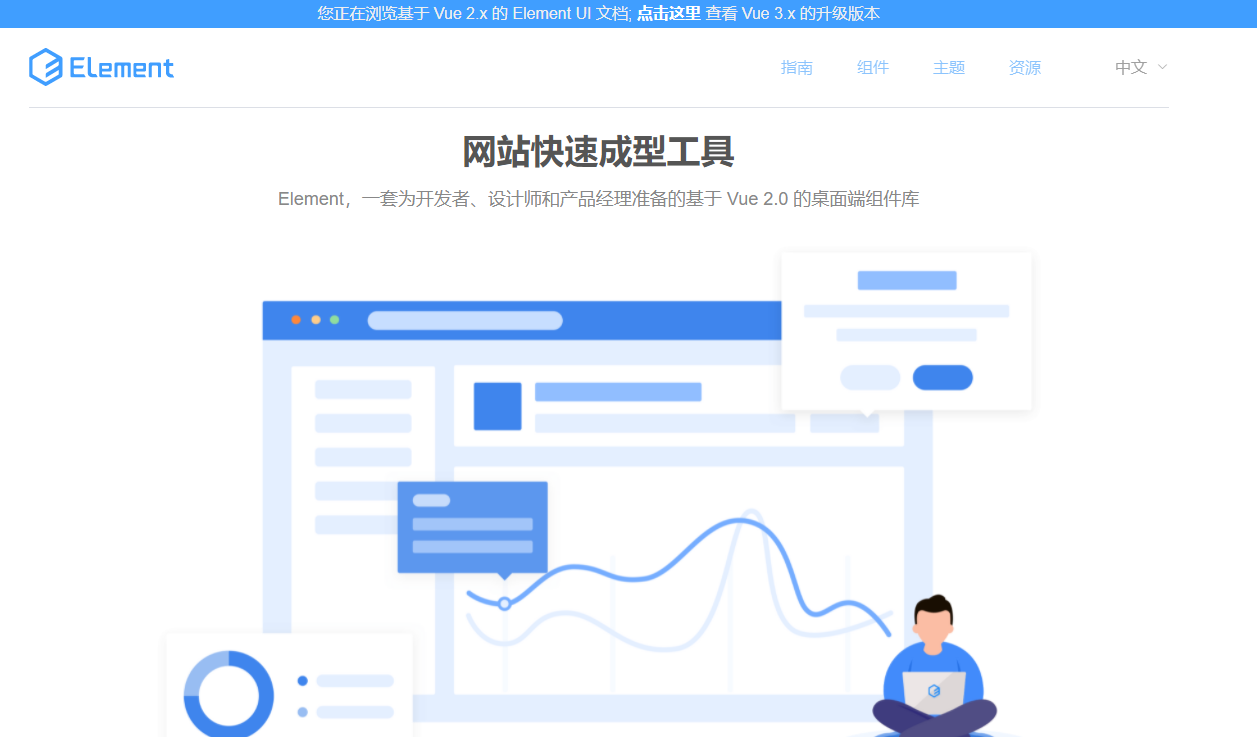 您正在浏览基于 Vue 2.x 的 Element UI 文档; 点击这里 查看 Vue 3.x 的升级版本
Element 指南 组件 主题 资源 中文
网站快速成型工具
Element，一套为开发者、设计师和产品经理准备的基于 Vue 2.0 的桌面端组件库